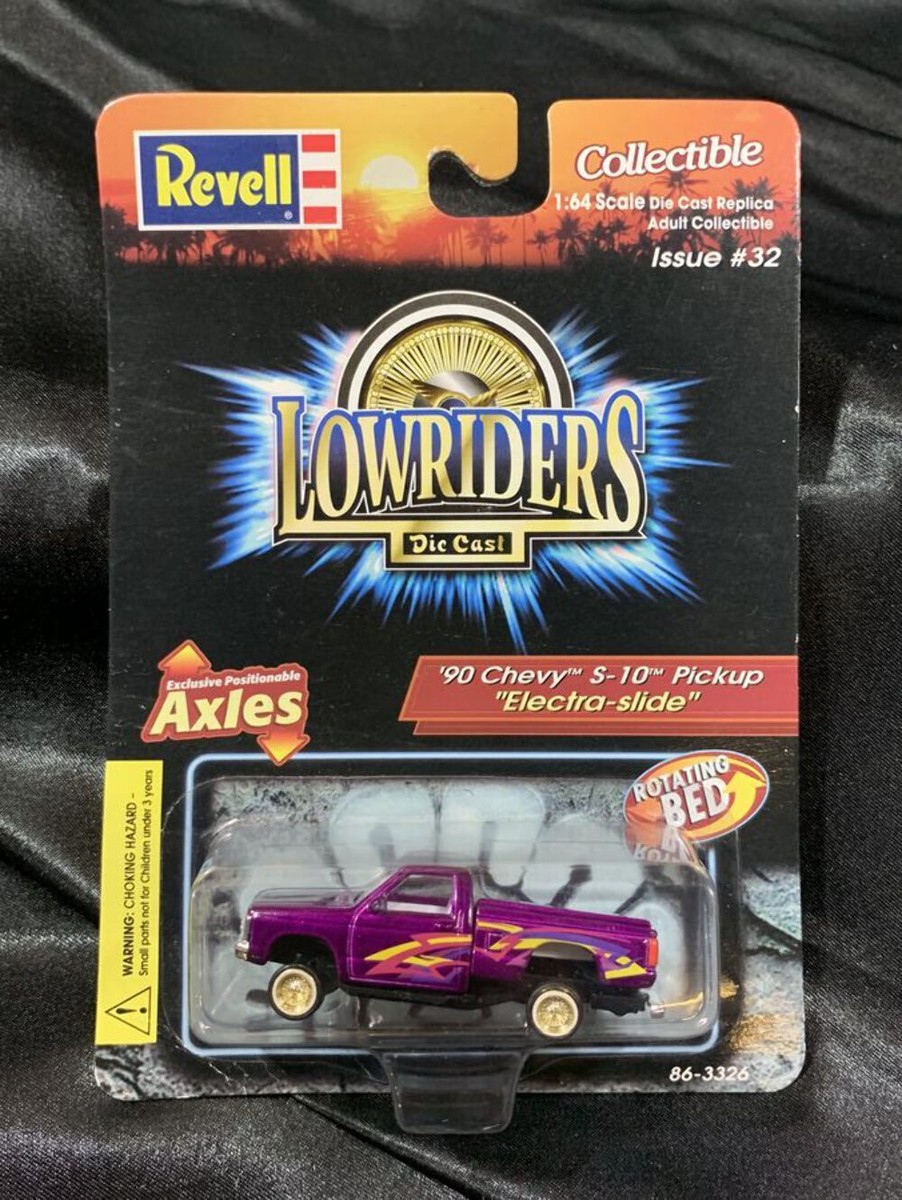 Revell®
Collectible
1:64 Scale Die Cast Replica
Adult Collectible
Issue #32
LOWRIDERS
Die Cast
Exclusive Positionable
Axles
'90 Chevy™ S-10™ Pickup
"Electra-slide"
ROTATING
BED
WARNING: CHOKING HAZARD -
Small parts not for Children under 3 years
86-3326